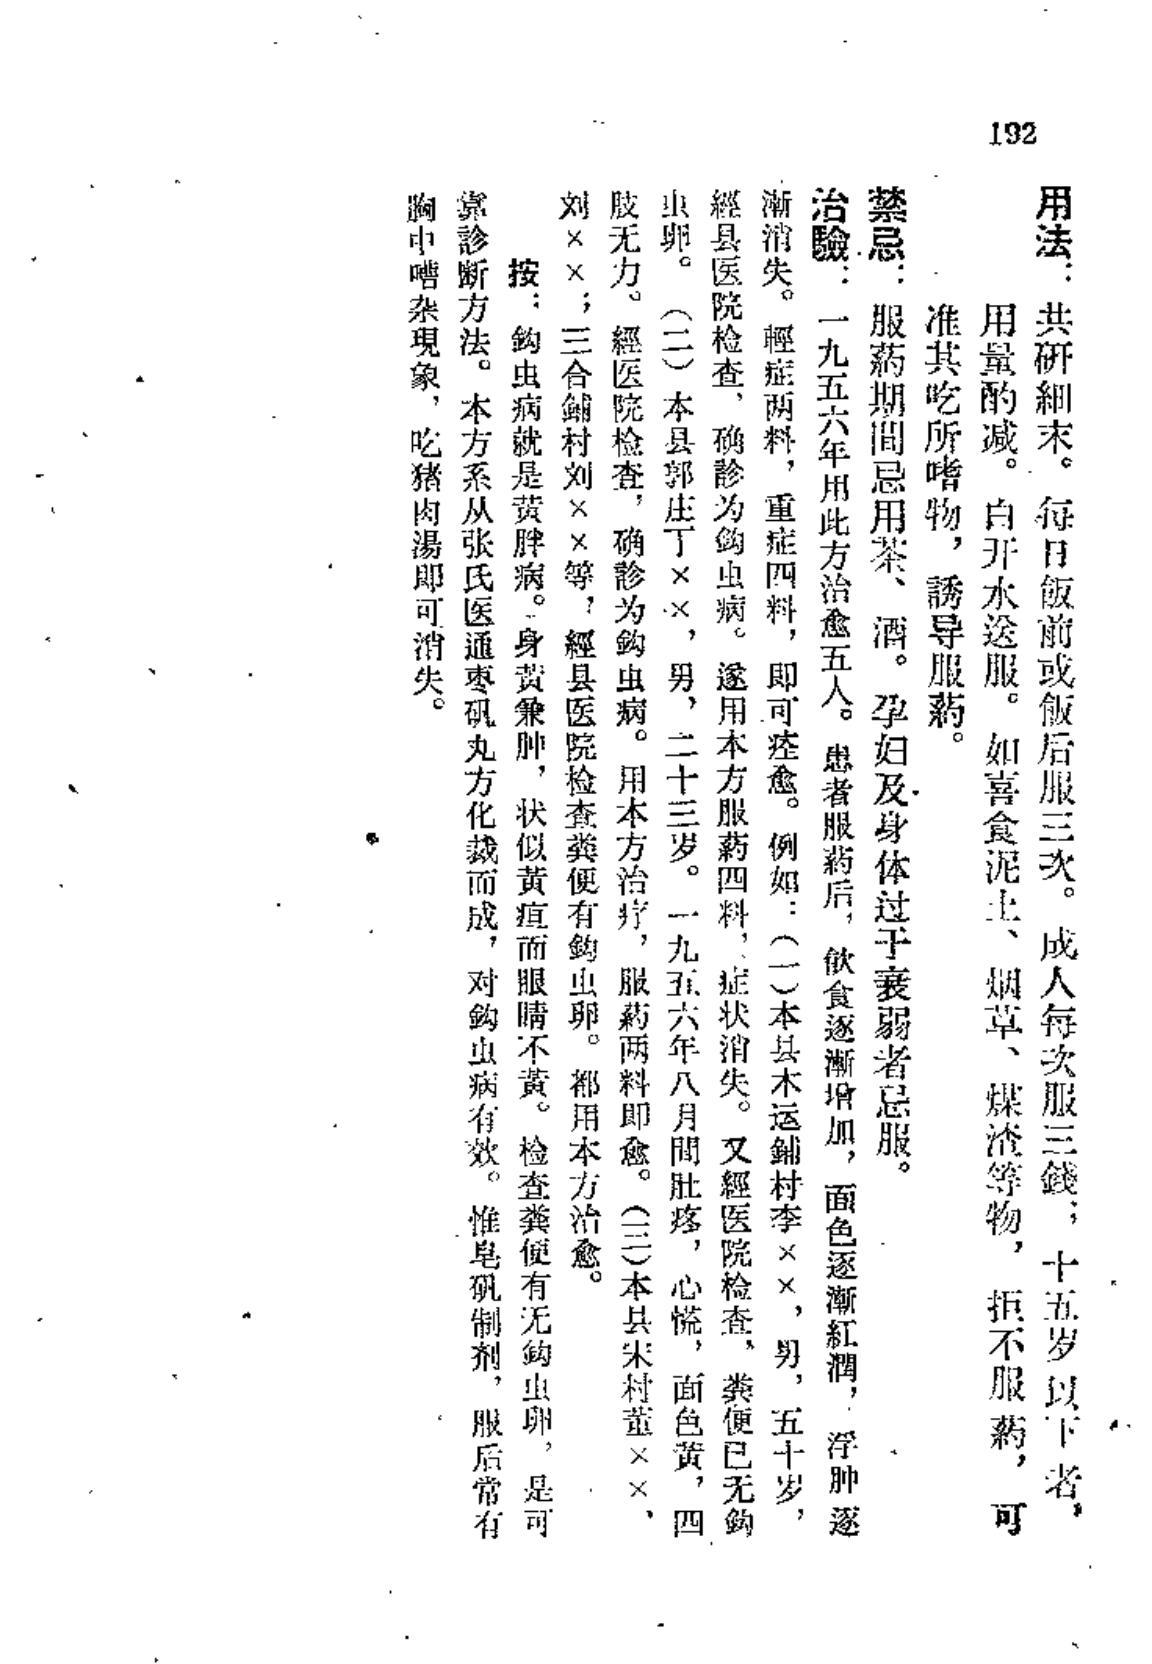 192
用法：共研細末。每日飯前或飯后服三次。成人每次服三錢；十五岁以下者，
用量酌减。白开水送服。如喜食泥土、烟草、煤渣等物，拒不服葯，可
准其吃所嗜物，誘导服葯。
禁忌：服葯期間忌用茶、酒。孕妇及身体过于衰弱者忌服。
治驗：一九五六年用此方治愈五人。患者服葯后，飲食逐漸增加，面色逐漸紅潤，浮肿逐
漸消失。輕症两料，重症四料，即可痊愈。例如：（一）本县木运鋪村李××，男，五十岁，
經县医院检查，确診为鈎虫病。遂用本方服葯四料，症状消失。又經医院检查，粪便已无鈎
虫卵。（二）本县郭庄丁××，男，二十三岁。一九五六年八月間肚疼，心慌，面色黄，四
肢无力。經医院检查，确診为鈎虫病。用本方治疗，服葯两料即愈。（三）本县宋村董××、
刘××；三合鋪村刘××等，經县医院检查粪便有鈎虫卵。都用本方治愈。
按：鈎虫病就是黄胖病。身黄兼肿，状似黄疸而眼睛不黄。检查粪便有无鈎虫卵，是可
靠診断方法。本方系从张氏医通枣矾丸方化裁而成，对鈎虫病有效。惟皂矾制剂，服后常有
胸中嘈杂現象，吃猪肉湯即可消失。